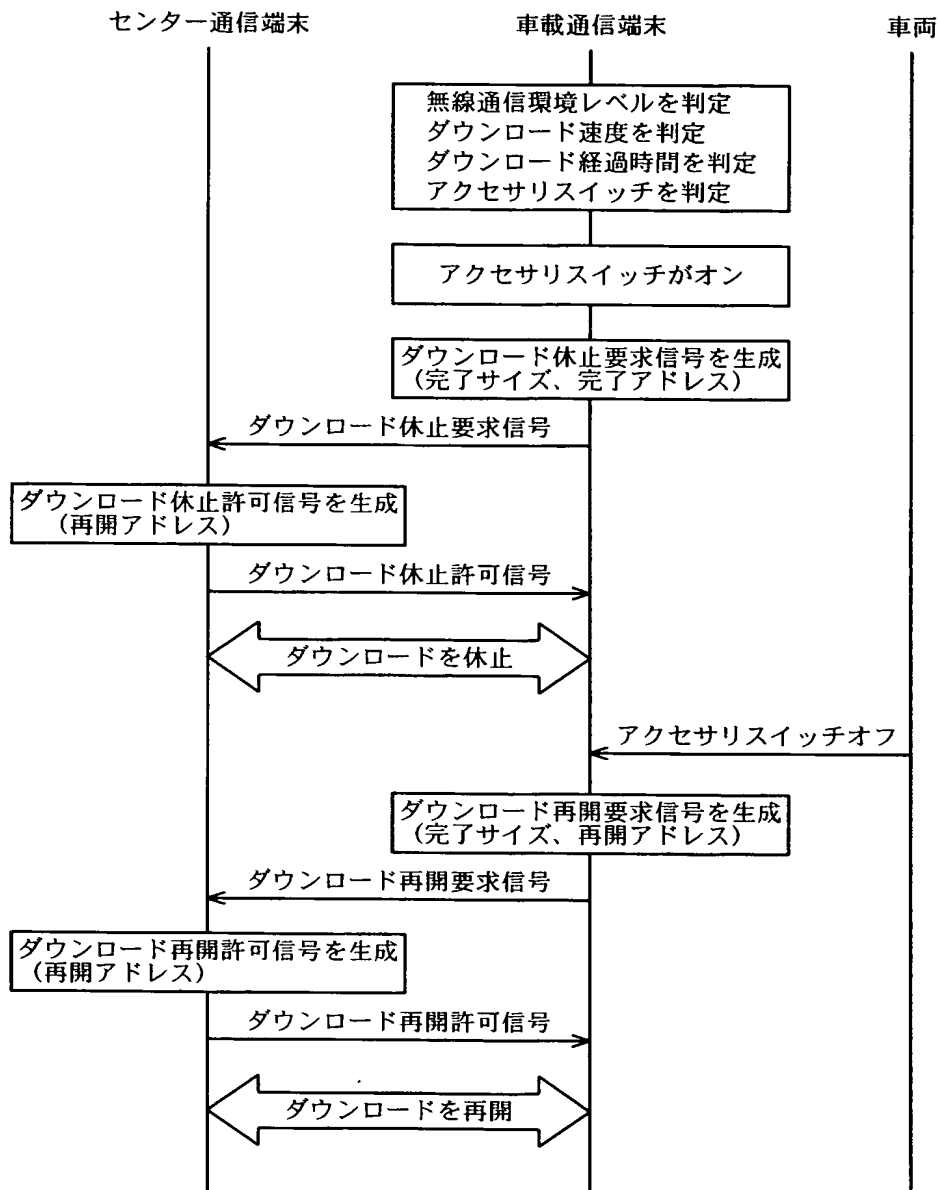 センター通信端末
車載通信端末
車両
無線通信環境レベルを判定
ダウンロード速度を判定
ダウンロード経過時間を判定
アクセサリスイッチを判定
アクセサリスイッチがオン
ダウンロード休止要求信号を生成
(完了サイズ、完了アドレス)
ダウンロード休止要求信号
ダウンロード休止許可信号を生成
(再開アドレス)
ダウンロード休止許可信号
ダウンロードを休止
アクセサリスイッチオフ
ダウンロード再開要求信号を生成
(完了サイズ、再開アドレス)
ダウンロード再開要求信号
ダウンロード再開許可信号を生成
(再開アドレス)
ダウンロード再開許可信号
ダウンロードを再開